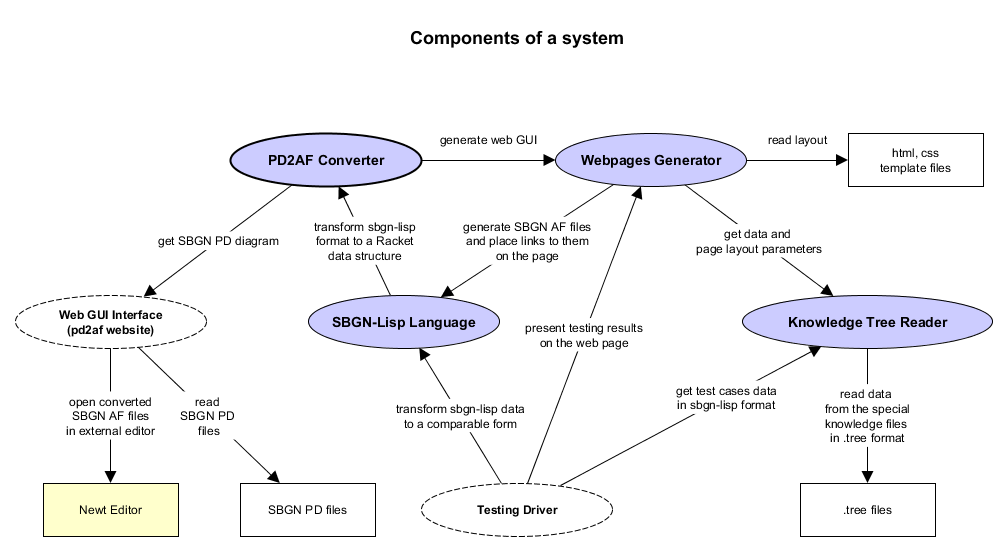 Components of a system
PD2AF Converter
generate web GUI
Webpages Generator
read layout
html, css
template files
get SBGN PD diagram
transform sbgn-lisp
format to a Racket
data structure
generate SBGN AF files
and place links to them
on the page
get data and
page layout parameters
Web GUI Interface
(pd2af website)
SBGN-Lisp Language
present testing results
on the web page
Knowledge Tree Reader
open converted
SBGN AF files
in external editor
read
SBGN PD
files
transform sbgn-lisp data
to a comparable form
get test cases data
in sbgn-lisp format
read data
from the special
knowledge files
in .tree format
Newt Editor
SBGN PD files
Testing Driver
.tree files